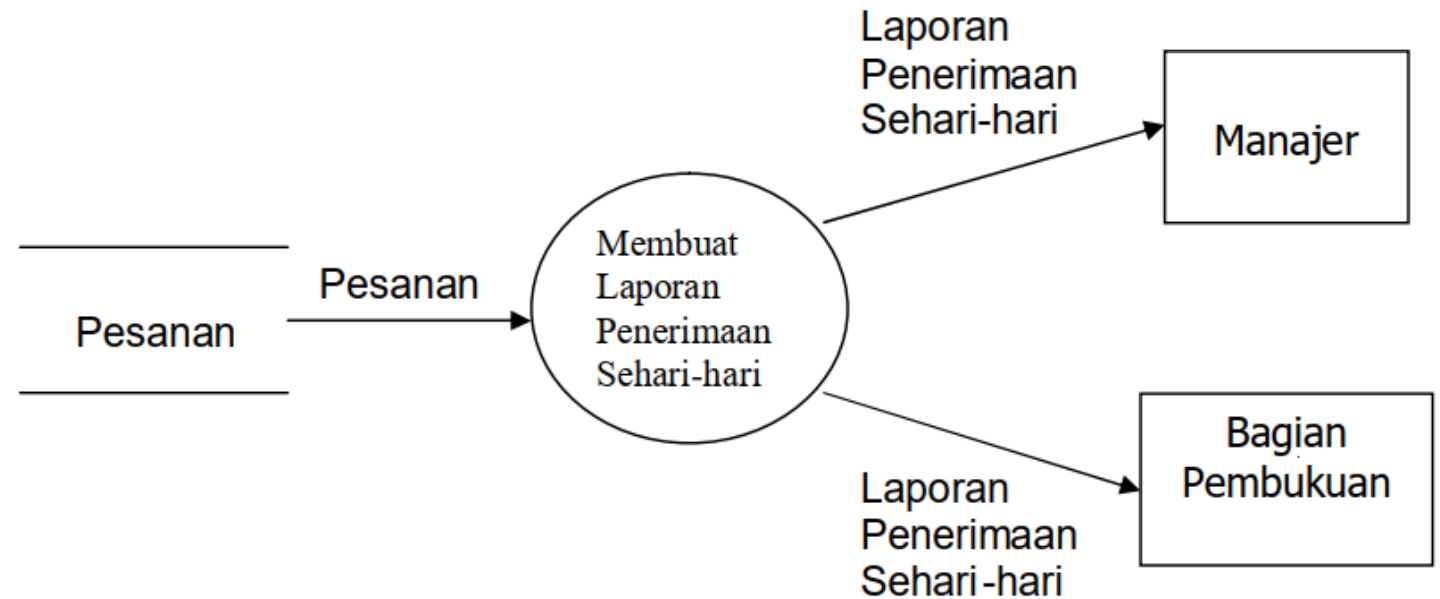 Pesanan
Pesanan
Membuat
Laporan
Penerimaan
Sehari-hari
Laporan
Penerimaan
Sehari-hari
Manajer
Laporan
Penerimaan
Sehari-hari
Bagian
Pembukuan